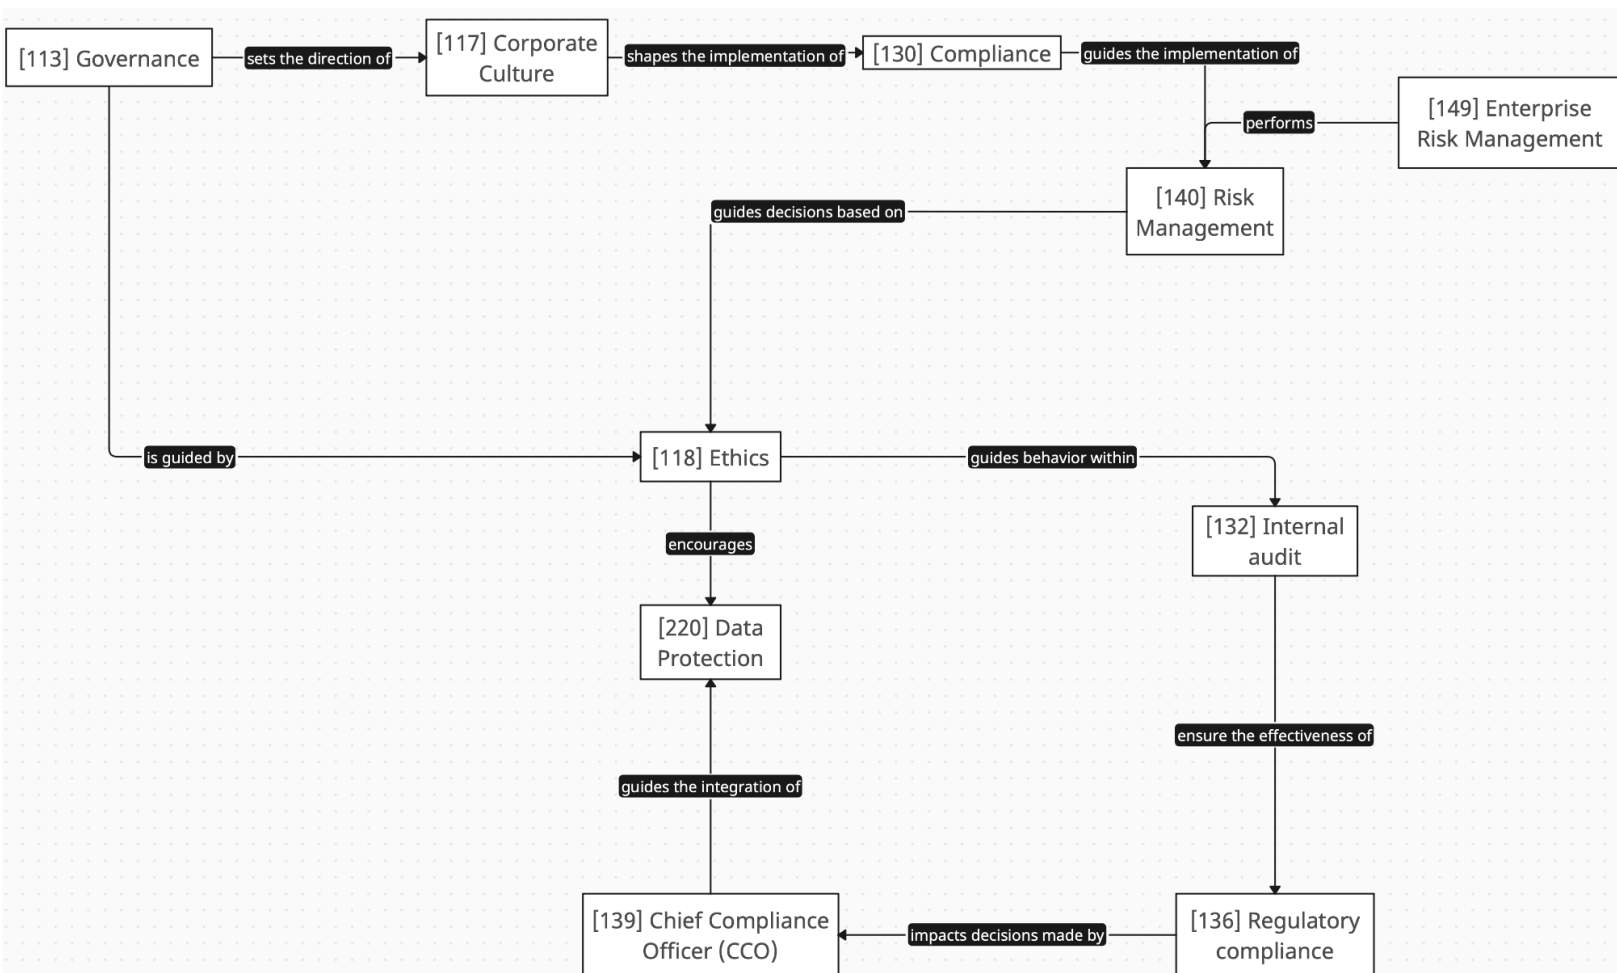 [113] Governance
sets the direction of
[117] Corporate
Culture
shapes the implementation of
[130] Compliance
guides the implementation of
[149] Enterprise
Risk Management
performs
[140] Risk
Management
guides decisions based on
is guided by
[118] Ethics
guides behavior within
[132] Internal
audit
encourages
[220] Data
Protection
ensure the effectiveness of
guides the integration of
[139] Chief Compliance
Officer (CCO)
impacts decisions made by
[136] Regulatory
compliance